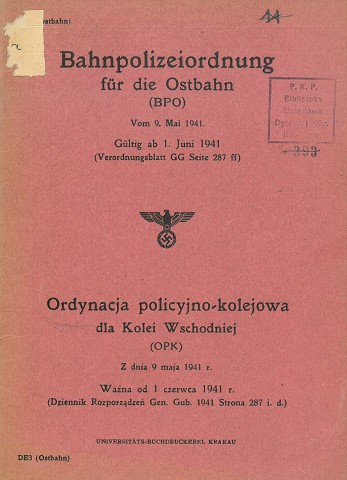 Ostbahn)
Bahnpolizeiordnung
für die Ostbahn
(BPO)
Vom 9. Mai 1941.
Gültig ab 1. Juni 1941
(Verordnungsblatt GG Seite 287 ff)
P. K. P.
Biblioteka
Ordynacja policyjno-kolejowa
dla Kolei Wschodniej
(OPK)
Z dnia 9 maja 1941 r.
Ważna od 1 czerwca 1941 r.
(Dziennik Rozporządzeń Gen. Gub. 1941 Strona 287 i. d.)
UNIVERSITÄTS-BUCHDRUCKEREI, KRAKAU
DE3 (Ostbahn)